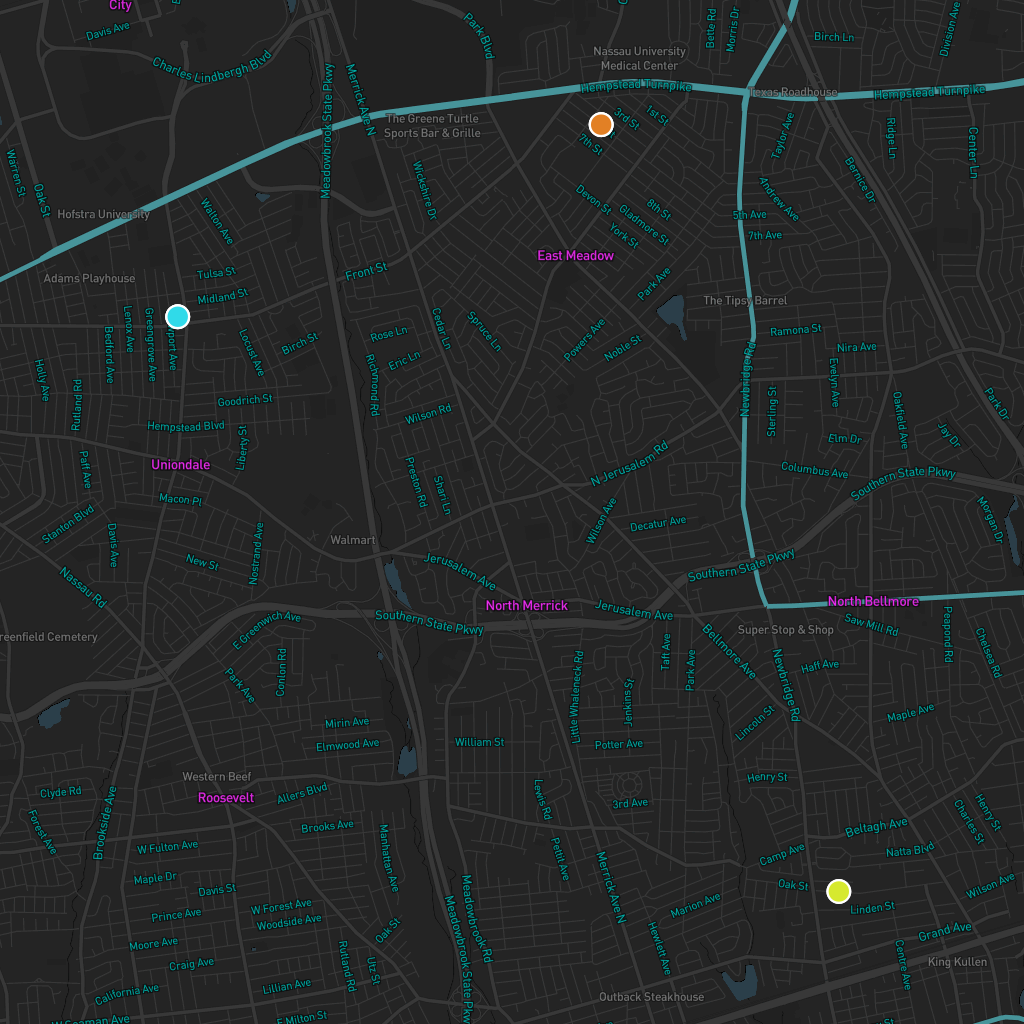 City
Davis Ave
Charles Lindbergh Blvd
Park Blvd
Bette Rd
Morris Dr
Birch Ln
Division Ave
Nassau University
Medical Center
Hempstead Turnpike
Texas Roadhouse
Hempstead Turnpike
Meadowbrook State Pkwy
Merrick Ave N
The Greene Turtle
Sports Bar & Grille
3rd St
1st St
7th St
Taylor Ave
Ridge Ln
Center Ln
Warren St
Oak St
Hofstra University
Walton Ave
Wickshire Dr
Devon St
8th St
Gladmore St
York St
Andrew Ave
Bernice Dr
5th Ave
7th Ave
East Meadow
Adams Playhouse
Tulsa St
Front St
Park Ave
Midland St
The Tipsy Barrel
Lenox Ave
Greengrove Ave
Bedford Ave
Locust Ave
Birch St
Rose Ln
Eric Ln
Cedar Ln
Spruce Ln
Powers Ave
Noble St
Ramona St
Nira Ave
Evelyn Ave
Holly Ave
Rutland Rd
Richmond Rd
Newbridge Rd
Sterling St
Oakfield Ave
Park Dr
Goodrich St
Wilson Rd
Hempstead Blvd
Liberty St
Elm Dr
Jay Dr
Uniondale
Paff Ave
Preston Rd
Shari Ln
N Jerusalem Rd
Columbus Ave
Southern State Pkwy
Macon Pl
Stanton Blvd
Davis Ave
Nostrand Ave
Wilson Ave
Decatur Ave
Morgan Dr
Walmart
New St
Nassau Rd
Jerusalem Ave
Southern State Pkwy
North Merrick
Jerusalem Ave
North Bellmore
E Greenwich Ave
Southern State Pkwy
Saw Mill Rd
Super Stop & Shop
Peapond Rd
Chelsea Rd
Greenfield Cemetery
Conlon Rd
Park Ave
Little Whaleneck Rd
Jenkins St
Taft Ave
Park Ave
Bellmore Ave
Newbridge Rd
Haff Ave
Mirin Ave
Elmwood Ave
William St
Potter Ave
Lincoln St
Maple Ave
Western Beef
Roosevelt
Clyde Rd
Allers Blvd
Lewis Rd
3rd Ave
Henry St
Forest Ave
Brookside Ave
Brooks Ave
Beltagh Ave
Charles St
Henry St
W Fulton Ave
Manhattan Ave
Pettit Ave
Merrick Ave N
Camp Ave
Natta Blvd
Maple Dr
Davis St
Oak St
Wilson Ave
Prince Ave
W Forest Ave
Woodside Ave
Marion Ave
Linden St
Moore Ave
Oak St
Meadowbrook State Pkwy
Meadowbrook Rd
Hewlett Ave
Grand Ave
Craig Ave
Rutland Rd
Utz St
Centre Ave
King Kullen
California Ave
Lillian Ave
Outback Steakhouse
W Seaman Ave
E Milton St